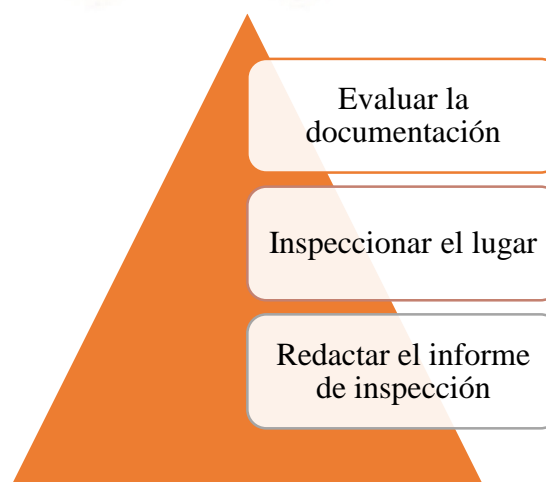 Evaluar la
documentación
Inspeccionar el lugar
Redactar el informe
de inspección